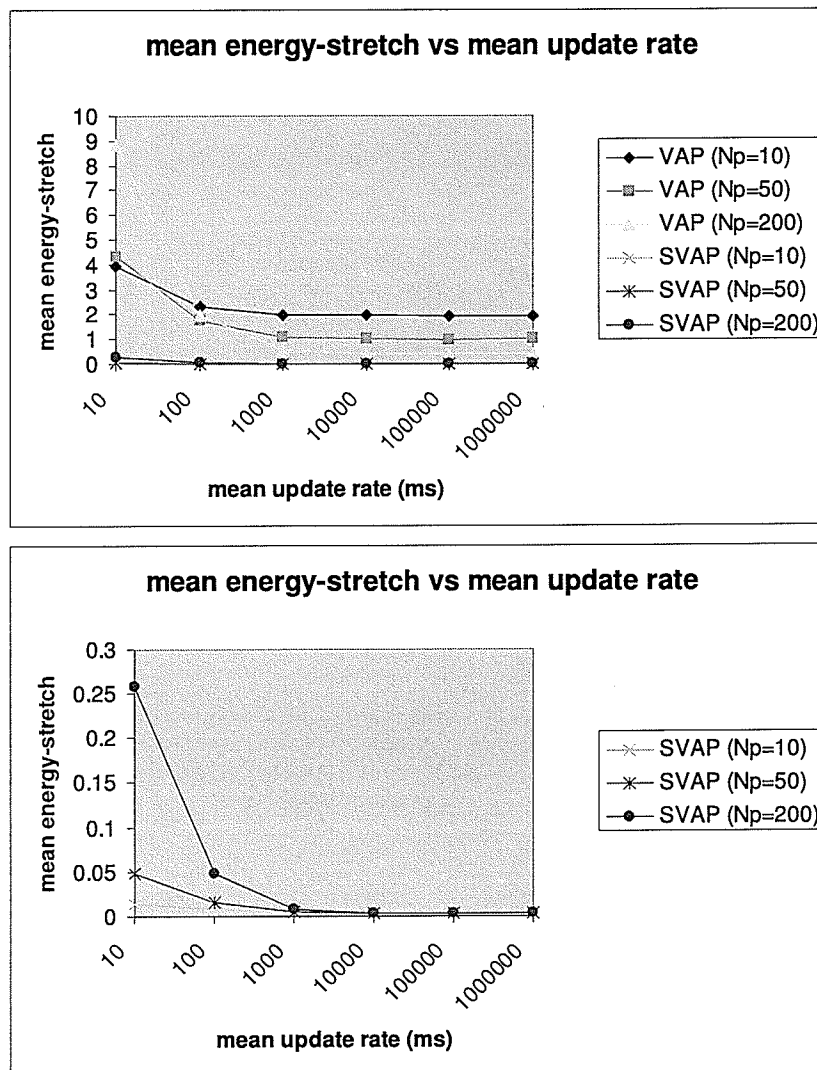 mean energy-stretch vs mean update rate
mean energy-stretch
10
9
8
7
6
5
4
3
2
1
0
10
100
1000
10000
100000
1000000
mean update rate (ms)
VAP (Np=10)
VAP (Np=50)
VAP (Np=200)
SVAP (Np=10)
SVAP (Np=50)
SVAP (Np=200)
mean energy-stretch vs mean update rate
mean energy-stretch
0.3
0.25
0.2
0.15
0.1
0.05
0
10
100
1000
10000
100000
1000000
mean update rate (ms)
SVAP (Np=10)
SVAP (Np=50)
SVAP (Np=200)